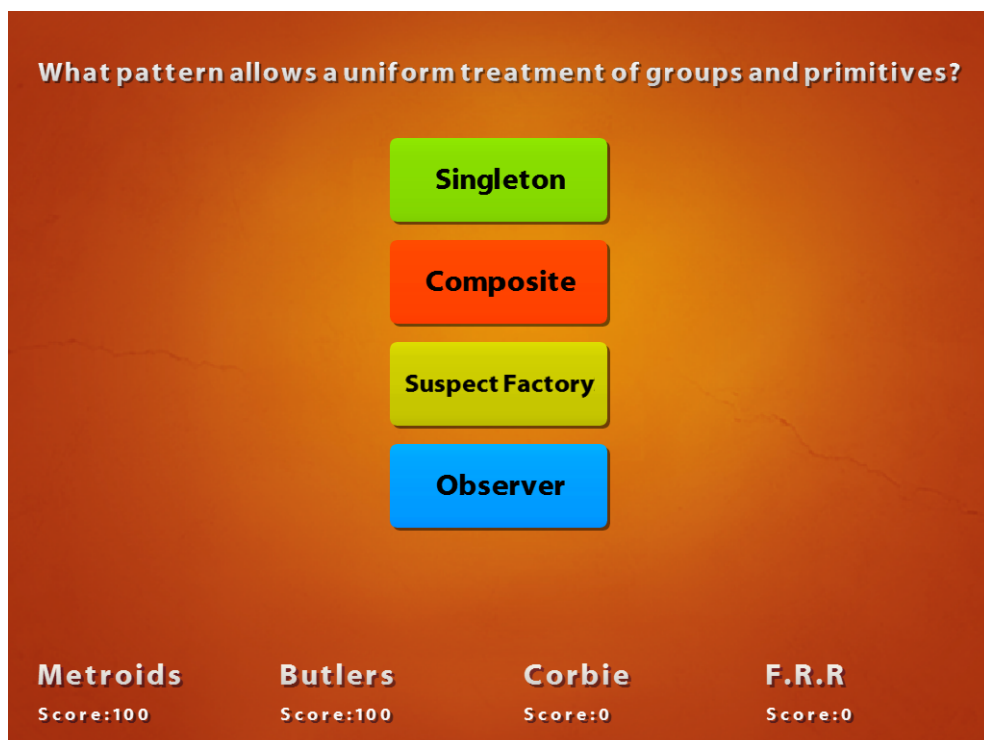 What pattern allows a uniform treatment of groups and primitives?
Singleton
Composite
Suspect Factory
Observer
Metroids Butlers Corbie F.R.R
Score:100 Score:100 Score:0 Score:0